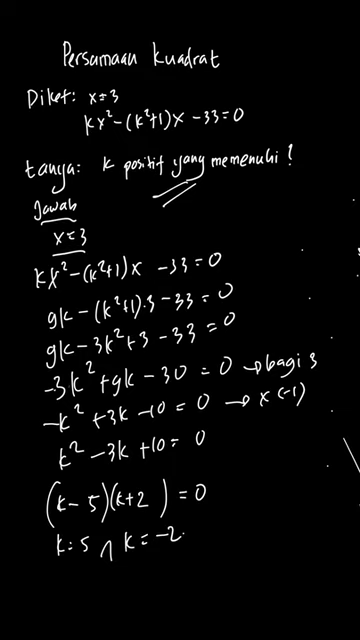 Persamaan Kuadrat
Diket: x=3
kx²-(k²+1)x -33=0
tanya: k positif yang memenuhi?
Jawab
x=3
kx²-(k²+1)x -33=0
9k-(k²+1)·3-33=0
9k-3k²+3-33=0
-3k²+9k-30=0 → bagi 3
-k²+3k-10=0 → x(-1)
k²-3k+10=0
(k-5)(k+2)=0
k=5 ∧ k=-2